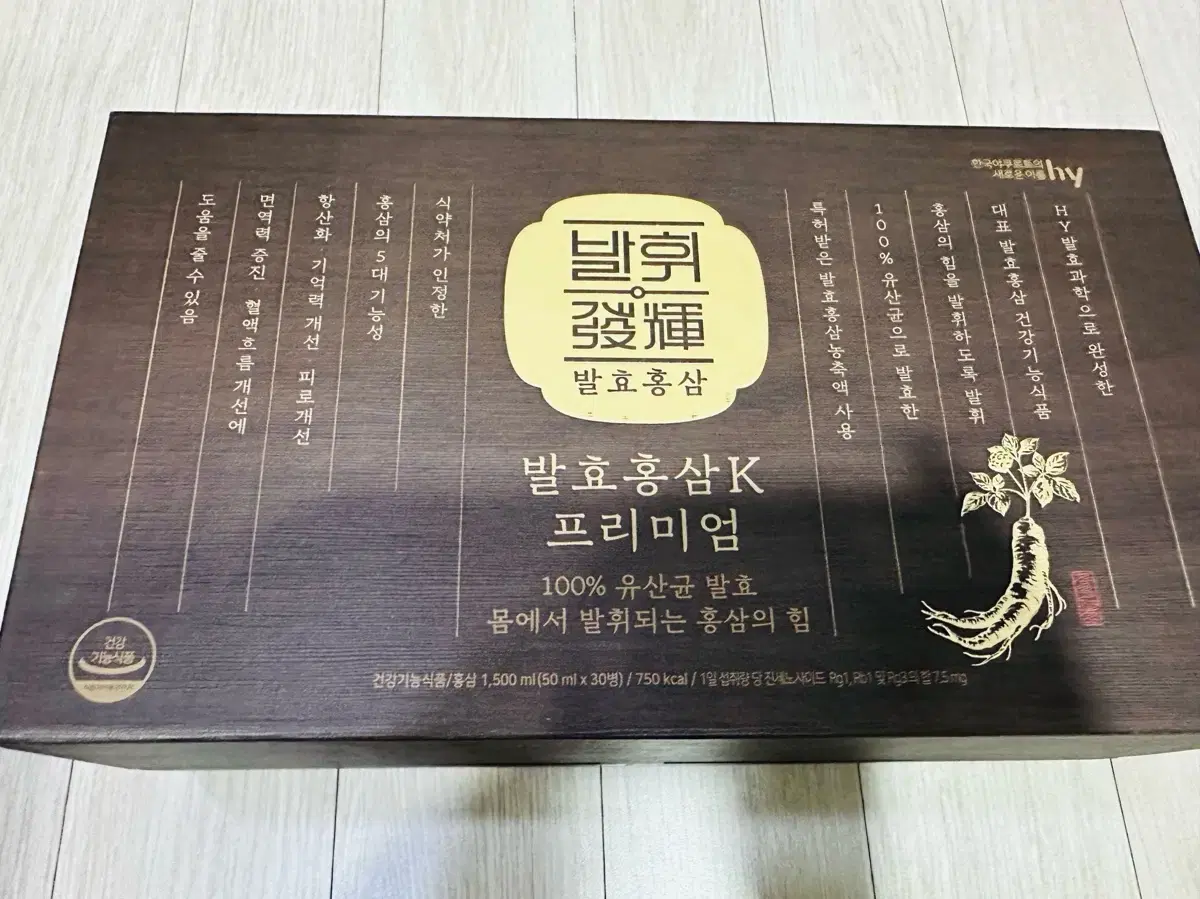 한국야쿠르트의
새로운 이름 hy
HY 발효과학으로 완성한
대표 발효홍삼 건강기능식품
홍삼의 힘을 발휘하도록 발휘
100% 유산균으로 발효한
특허받은 발효홍삼농축액 사용
발휘
發輝
발효홍삼
식약처가 인정한
홍삼의 5대 기능성
항산화 기억력 개선 피로개선
면역력 증진 혈액흐름 개선에
도움을 줄 수 있음
발효홍삼K
프리미엄
100% 유산균 발효
몸에서 발휘되는 홍삼의 힘
건강
기능식품
건강기능식품/홍삼 1,500 ml (50 ml x 30병) / 750 kcal / 1일 섭취량 당 진세노사이드 Rg1, Rb1 및 Rg3의 합 7.5mg